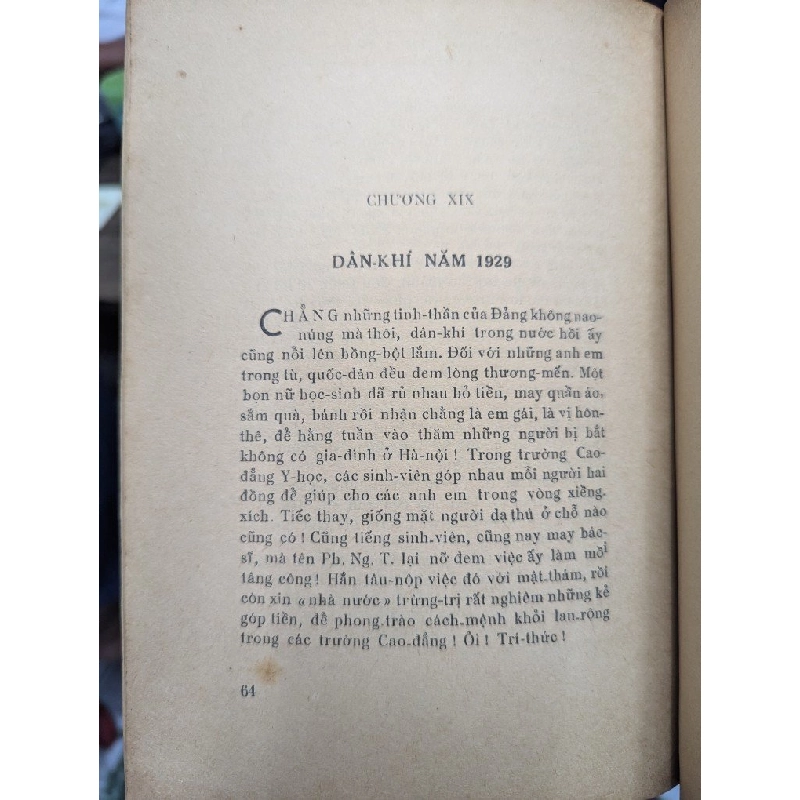 CHƯƠNG XIX
DÂN-KHÍ NĂM 1929
CHẲNG những tinh-thần của Đảng không nao-
núng mà thôi, dân-khí trong nước hồi ấy
cũng nồi lên bồng-bột lắm. Đối với những anh em
trong tù, quốc-dân đều đem lòng thương-mến. Một
bọn nữ học-sinh đã rủ nhau bỏ tiền, may quần áo,
sắm quà, bánh rồi nhận chằng là em gái, là vị hôn-
thê, để hằng tuần vào thăm những người bị bắt
không có gia-đình ở Hà-nội ! Trong trường Cao-
đẳng Y-học, các sinh-viên góp nhau mỗi người hai
đồng để giúp cho các anh em trong vòng xiềng-
xích. Tiếc thay, giống mặt người dạ thú ở chỗ nào
cũng có ! Cũng tiếng sinh-viên, cũng nay may bác-
sĩ, mà tên Ph. Ng. T. lại nỡ đem việc ấy làm mồi
tâng công ! Hắn tâu-nộp việc đó với mật-thám, rồi
còn xin « nhà nước » trừng-trị rất nghiêm những kẻ
góp tiền, để phong-trào cách-mệnh khỏi lan-rộng
trong các trường Cao-đẳng ! Ôi ! Trí-thức !
64